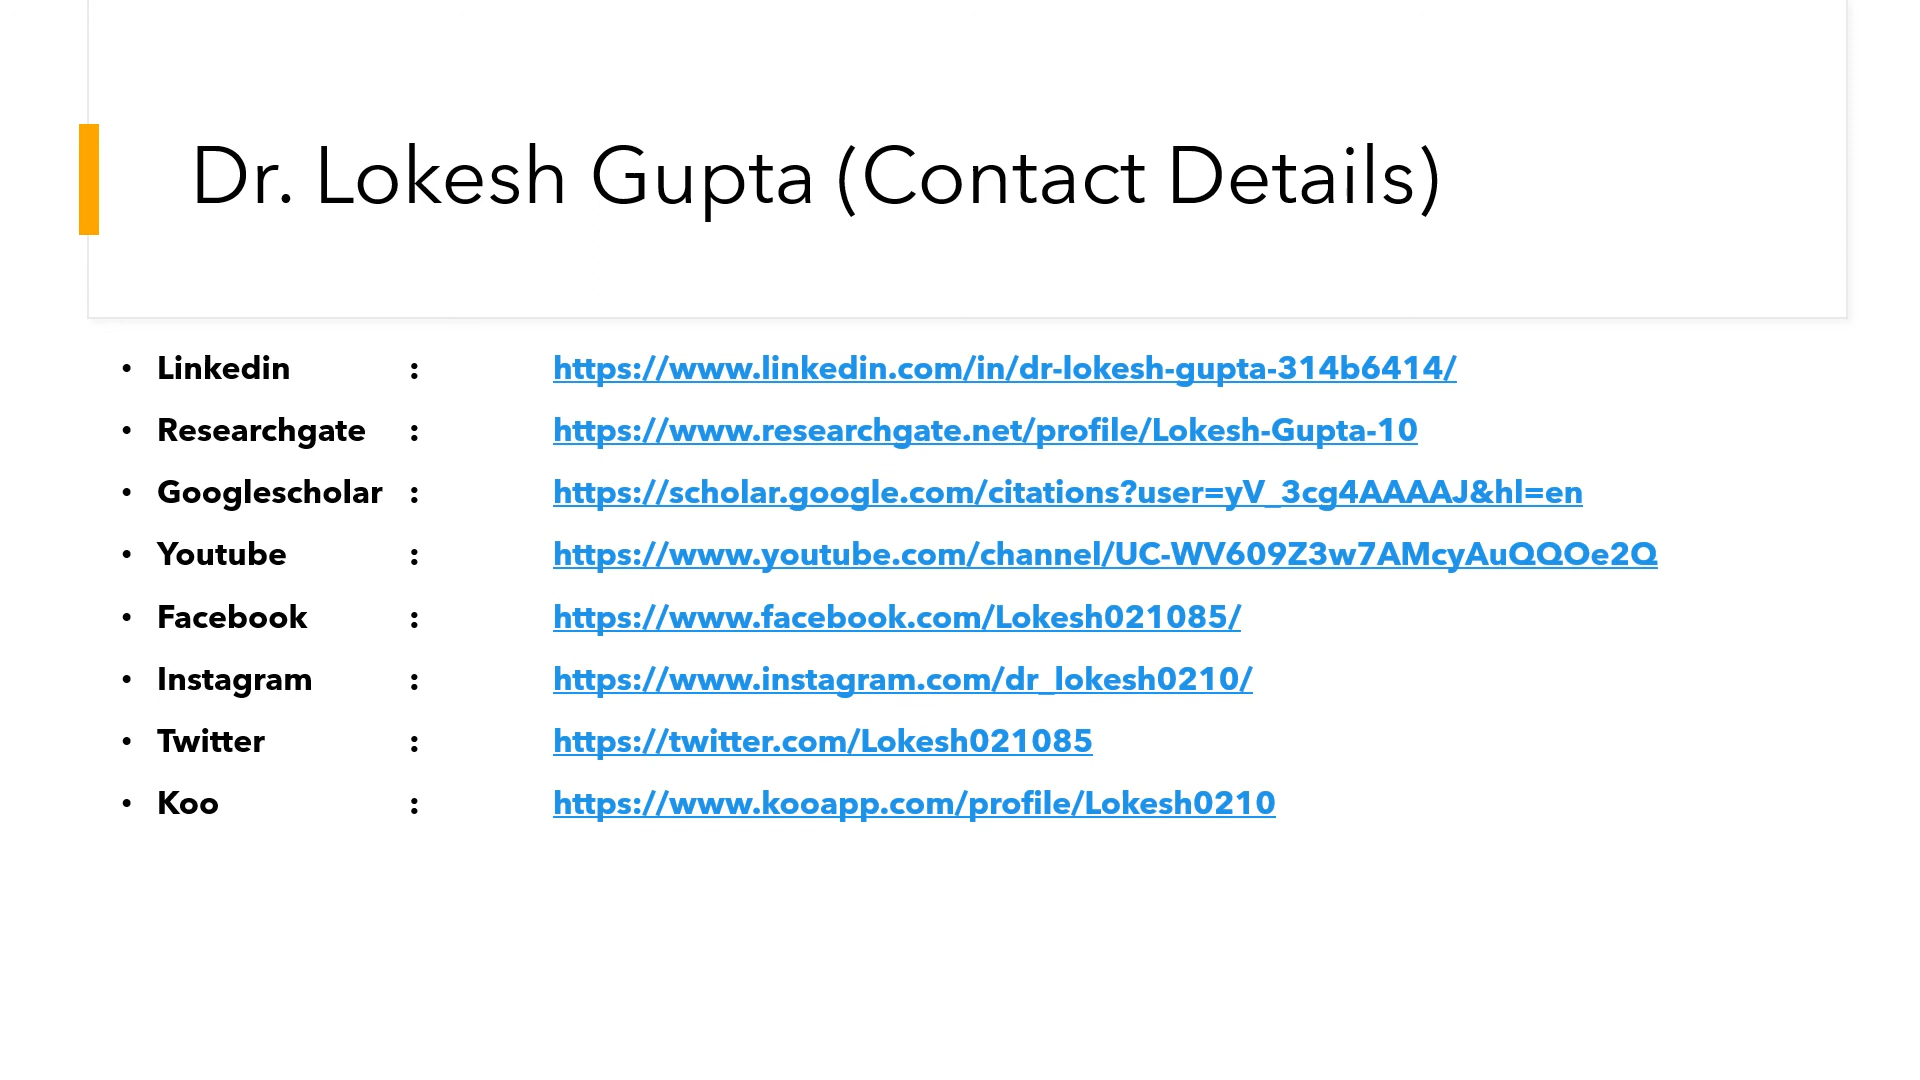 Dr. Lokesh Gupta (Contact Details)
• Linkedin : https://www.linkedin.com/in/dr-lokesh-gupta-314b6414/
• Researchgate : https://www.researchgate.net/profile/Lokesh-Gupta-10
• Googlescholar : https://scholar.google.com/citations?user=yV_3cg4AAAAJ&hl=en
• Youtube : https://www.youtube.com/channel/UC-WV609Z3w7AMcyAuQQOe2Q
• Facebook : https://www.facebook.com/Lokesh021085/
• Instagram : https://www.instagram.com/dr_lokesh0210/
• Twitter : https://twitter.com/Lokesh021085
• Koo : https://www.kooapp.com/profile/Lokesh0210